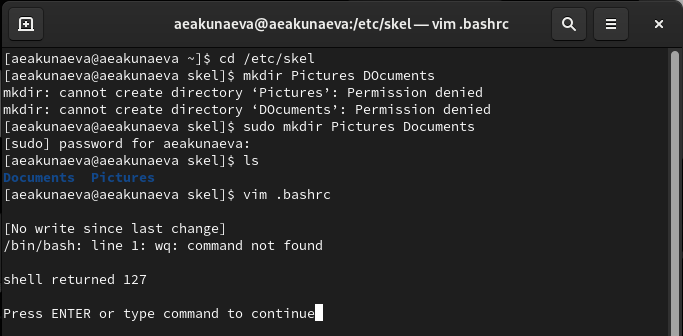 aeakunaeva@aeakunaeva:/etc/skel — vim .bashrc
[aeakunaeva@aeakunaeva ~]$ cd /etc/skel
[aeakunaeva@aeakunaeva skel]$ mkdir Pictures DOcuments
mkdir: cannot create directory ‘Pictures’: Permission denied
mkdir: cannot create directory ‘DOcuments’: Permission denied
[aeakunaeva@aeakunaeva skel]$ sudo mkdir Pictures Documents
[sudo] password for aeakunaeva:
[aeakunaeva@aeakunaeva skel]$ ls
Documents  Pictures
[aeakunaeva@aeakunaeva skel]$ vim .bashrc
[No write since last change]
/bin/bash: line 1: wq: command not found
shell returned 127
Press ENTER or type command to continue